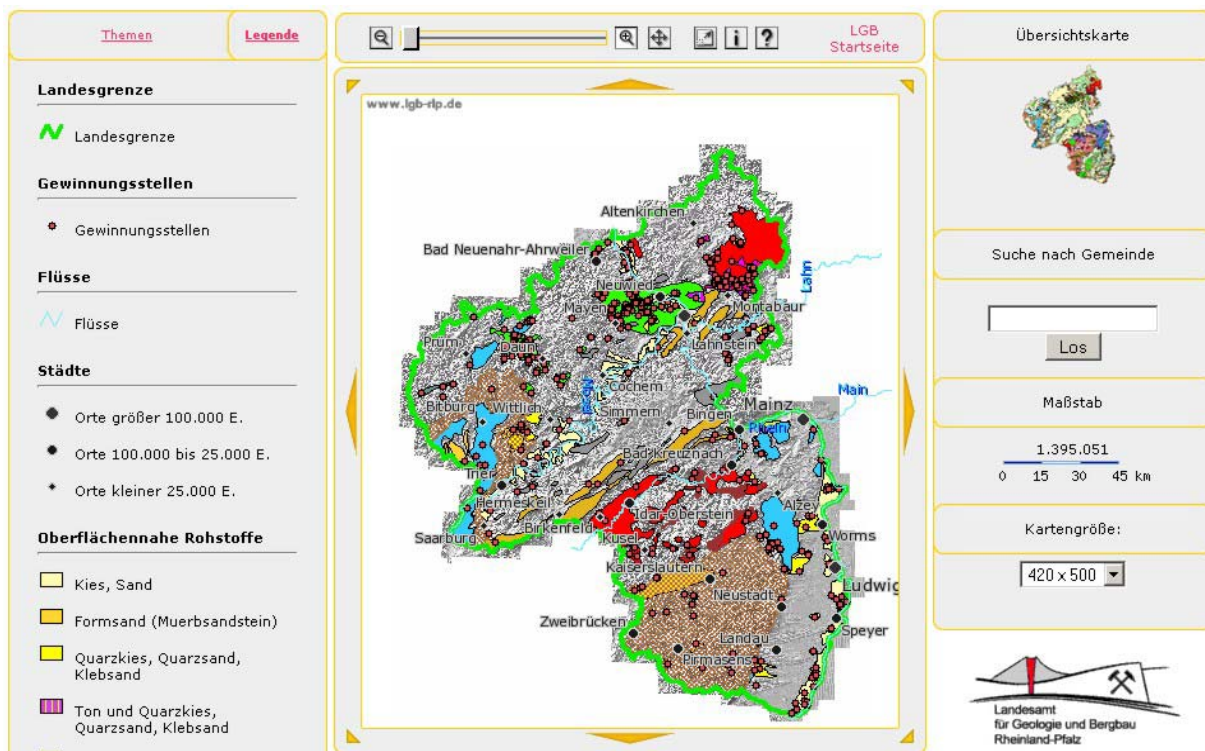 Themen
Legende
Landesgrenze
Landesgrenze
Gewinnungsstellen
Gewinnungsstellen
Flüsse
Flüsse
Städte
Orte größer 100.000 E.
Orte 100.000 bis 25.000 E.
Orte kleiner 25.000 E.
Oberflächennahe Rohstoffe
Kies, Sand
Formsand (Muerbsandstein)
Quarzkies, Quarzsand,
Klebsand
Ton und Quarzkies,
Quarzsand, Klebsand
LGB
Startseite
www.lgb-rlp.de
Altenkirchen
Bad Neuenahr-Ahrweiler
Lahn
Neuwied
Mayen
Montabaur
Prum
Daun
Lahnstein
Mosel
Cochem
Main
Bitburg
Wittlich
Simmern
Bingen
Mainz
Rhein
Bad Kreuznach
Trier
Hermeskeil
Idar-Oberstein
Alzey
Birkenfeld
Saarburg
Kusel
Worms
Kaiserslautern
Ludwig
Neustadt
Zweibrücken
Speyer
Landau
Pirmasens
Übersichtskarte
Suche nach Gemeinde
Los
Maßstab
1.395.051
0 15 30 45 km
Kartengröße:
420 x 500
Landesamt
für Geologie und Bergbau
Rheinland-Pfalz